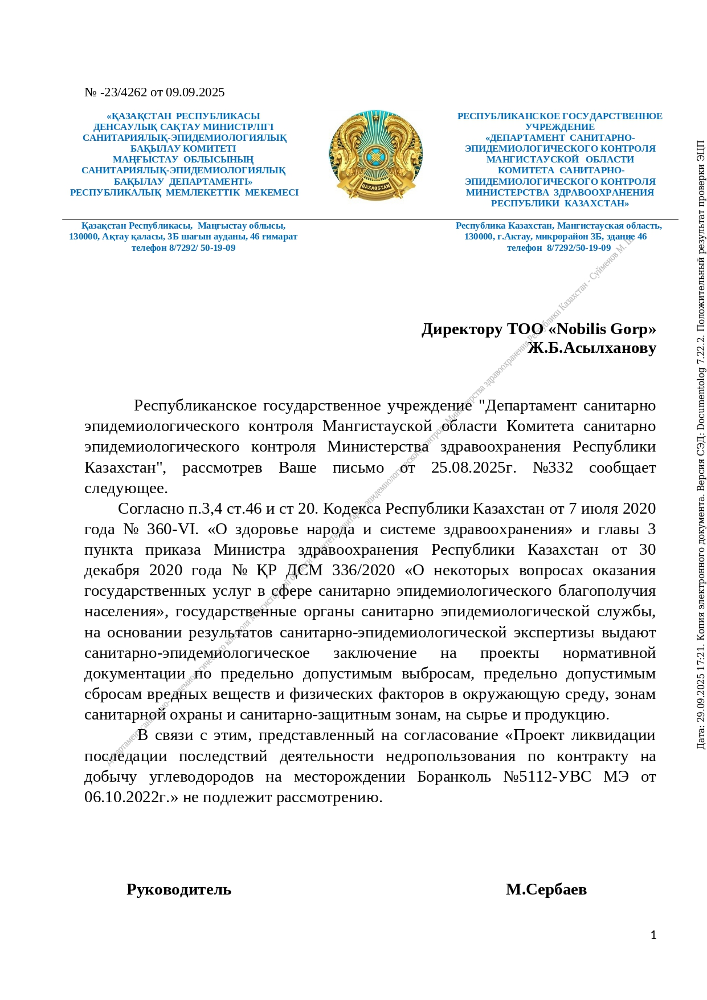 № -23/4262 от 09.09.2025
«ҚАЗАҚСТАН РЕСПУБЛИКАСЫ
ДЕНСАУЛЫҚ САҚТАУ МИНИСТРЛІГІ
САНИТАРИЯЛЫҚ-ЭПИДЕМИОЛОГИЯЛЫҚ
БАҚЫЛАУ КОМИТЕТІ
МАҢҒЫСТАУ ОБЛЫСЫНЫҢ
САНИТАРИЯЛЫҚ-ЭПИДЕМИОЛОГИЯЛЫҚ
БАҚЫЛАУ ДЕПАРТАМЕНТІ»
РЕСПУБЛИКАЛЫҚ МЕМЛЕКЕТТІК МЕКЕМЕСІ
QAZAQSTAN
РЕСПУБЛИКАНСКОЕ ГОСУДАРСТВЕННОЕ
УЧРЕЖДЕНИЕ
«ДЕПАРТАМЕНТ САНИТАРНО-
ЭПИДЕМИОЛОГИЧЕСКОГО КОНТРОЛЯ
МАНГИСТАУСКОЙ ОБЛАСТИ
КОМИТЕТА САНИТАРНО-
ЭПИДЕМИОЛОГИЧЕСКОГО КОНТРОЛЯ
МИНИСТЕРСТВА ЗДРАВООХРАНЕНИЯ
РЕСПУБЛИКИ КАЗАХСТАН»
Қазақстан Республикасы, Маңғыстау облысы,
130000, Ақтау қаласы, 3Б шағын ауданы, 46 ғимарат
телефон 8/7292/ 50-19-09
Республика Казахстан, Мангистауская область,
130000, г.Актау, микрорайон 3Б, здание 46
телефон 8/7292/50-19-09
Директору ТОО «Nobilis Gorp»
Ж.Б.Асылханову
Республиканское государственное учреждение "Департамент санитарно
эпидемиологического контроля Мангистауской области Комитета санитарно
эпидемиологического контроля Министерства здравоохранения Республики
Казахстан", рассмотрев Ваше письмо от 25.08.2025г. №332 сообщает
следующее.
Согласно п.3,4 ст.46 и ст 20. Кодекса Республики Казахстан от 7 июля 2020
года № 360-VI. «О здоровье народа и системе здравоохранения» и главы 3
пункта приказа Министра здравоохранения Республики Казахстан от 30
декабря 2020 года № ҚР ДСМ 336/2020 «О некоторых вопросах оказания
государственных услуг в сфере санитарно эпидемиологического благополучия
населения», государственные органы санитарно эпидемиологической службы,
на основании результатов санитарно-эпидемиологической экспертизы выдают
санитарно-эпидемиологическое заключение на проекты нормативной
документации по предельно допустимым выбросам, предельно допустимым
сбросам вредных веществ и физических факторов в окружающую среду, зонам
санитарной охраны и санитарно-защитным зонам, на сырье и продукцию.
В связи с этим, представленный на согласование «Проект ликвидации
последации последствий деятельности недропользования по контракту на
добычу углеводородов на месторождении Боранколь №5112-УВС МЭ от
06.10.2022г.» не подлежит рассмотрению.
Руководитель М.Сербаев
1
Департамент санитарно-эпидемиологического контроля Мангистауской области Комитета санитарно-эпидемиологического контроля Министерства здравоохранения Республики Казахстан - Суйменов М. Ш.
Дата: 29.09.2025 17:21. Копия электронного документа. Версия СЭД: Documentolog 7.22.2. Положительный результат проверки ЭЦП